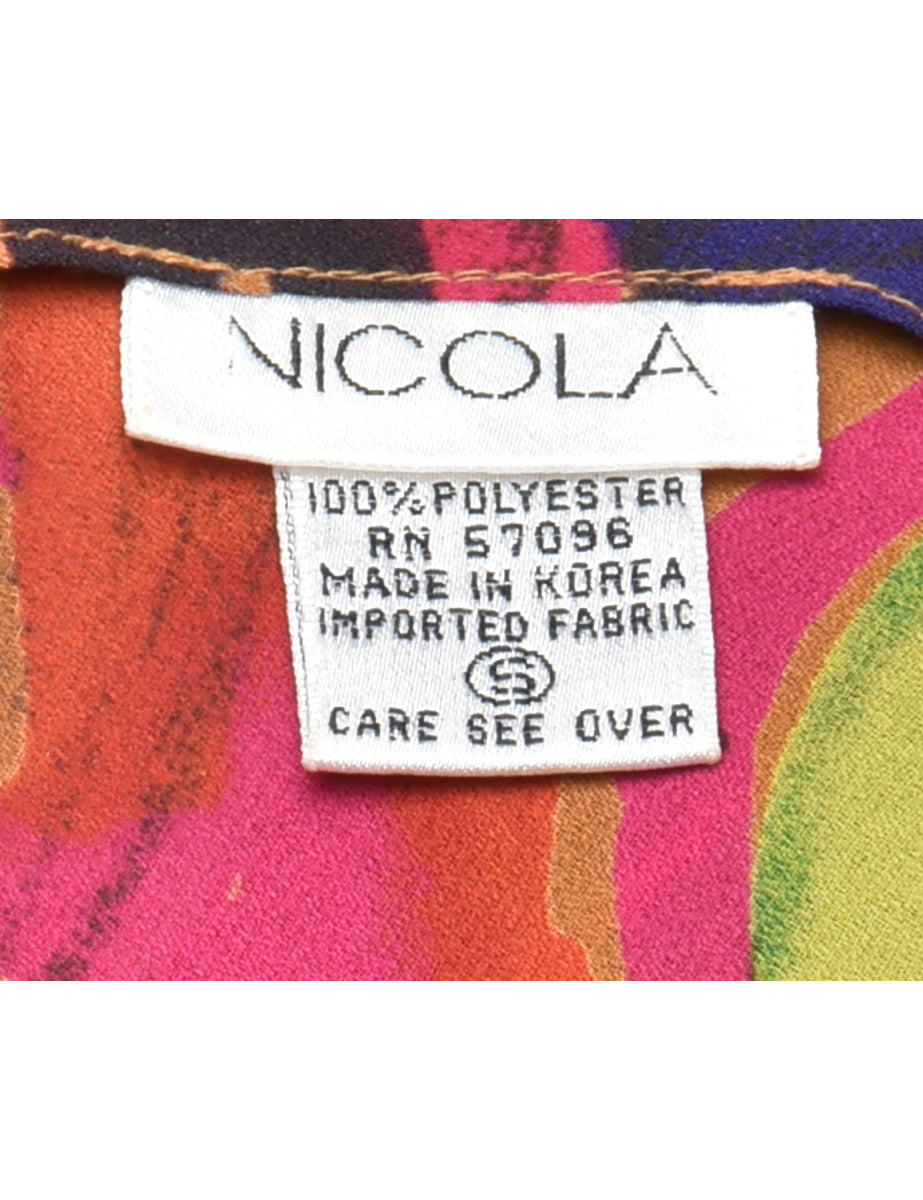 NICOLA
100% POLYESTER
RN 57096
MADE IN KOREA
IMPORTED FABRIC
S
CARE SEE OVER